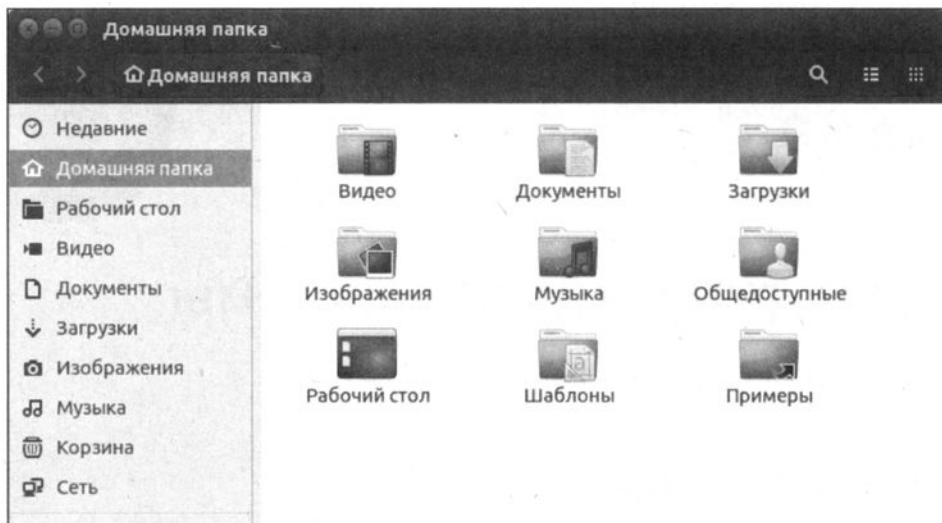 Домашняя папка
Домашняя папка
Недавние
Домашняя папка
Рабочий стол
Видео
Документы
Загрузки
Изображения
Музыка
Корзина
Сеть
Видео Документы Загрузки
Изображения Музыка Общедоступные
Рабочий стол Шаблоны Примеры